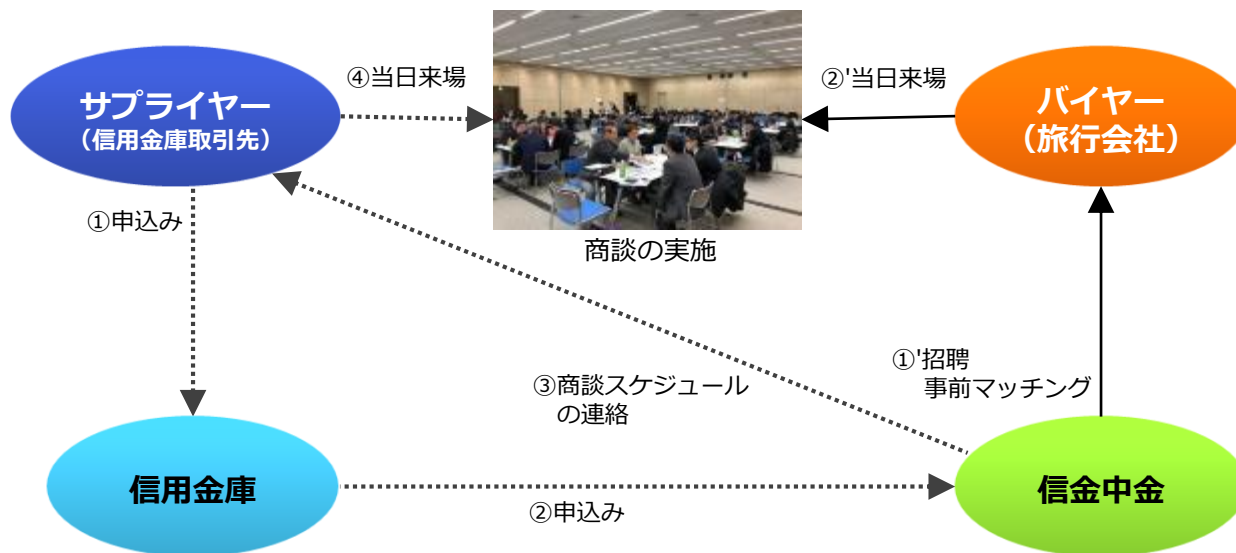 サプライヤー
（信用金庫取引先）
④当日来場
②'当日来場
バイヤー
（旅行会社）
①申込み
商談の実施
③商談スケジュール
の連絡
①'招聘
事前マッチング
信用金庫
②申込み
信金中金